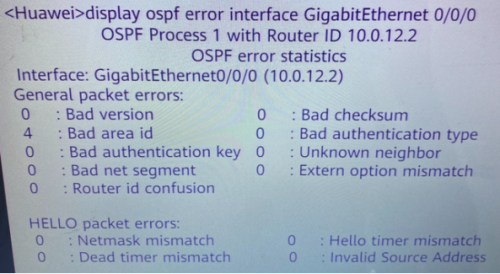 <Huawei>display ospf error interface GigabitEthernet 0/0/0
OSPF Process 1 with Router ID 10.0.12.2
OSPF error statistics
Interface: GigabitEthernet0/0/0 (10.0.12.2)
General packet errors:
0 : Bad version 0 : Bad checksum
4 : Bad area id 0 : Bad authentication type
0 : Bad authentication key 0 : Unknown neighbor
0 : Bad net segment 0 : Extern option mismatch
0 : Router id confusion
HELLO packet errors:
0 : Netmask mismatch 0 : Hello timer mismatch
0 : Dead timer mismatch 0 : Invalid Source Address